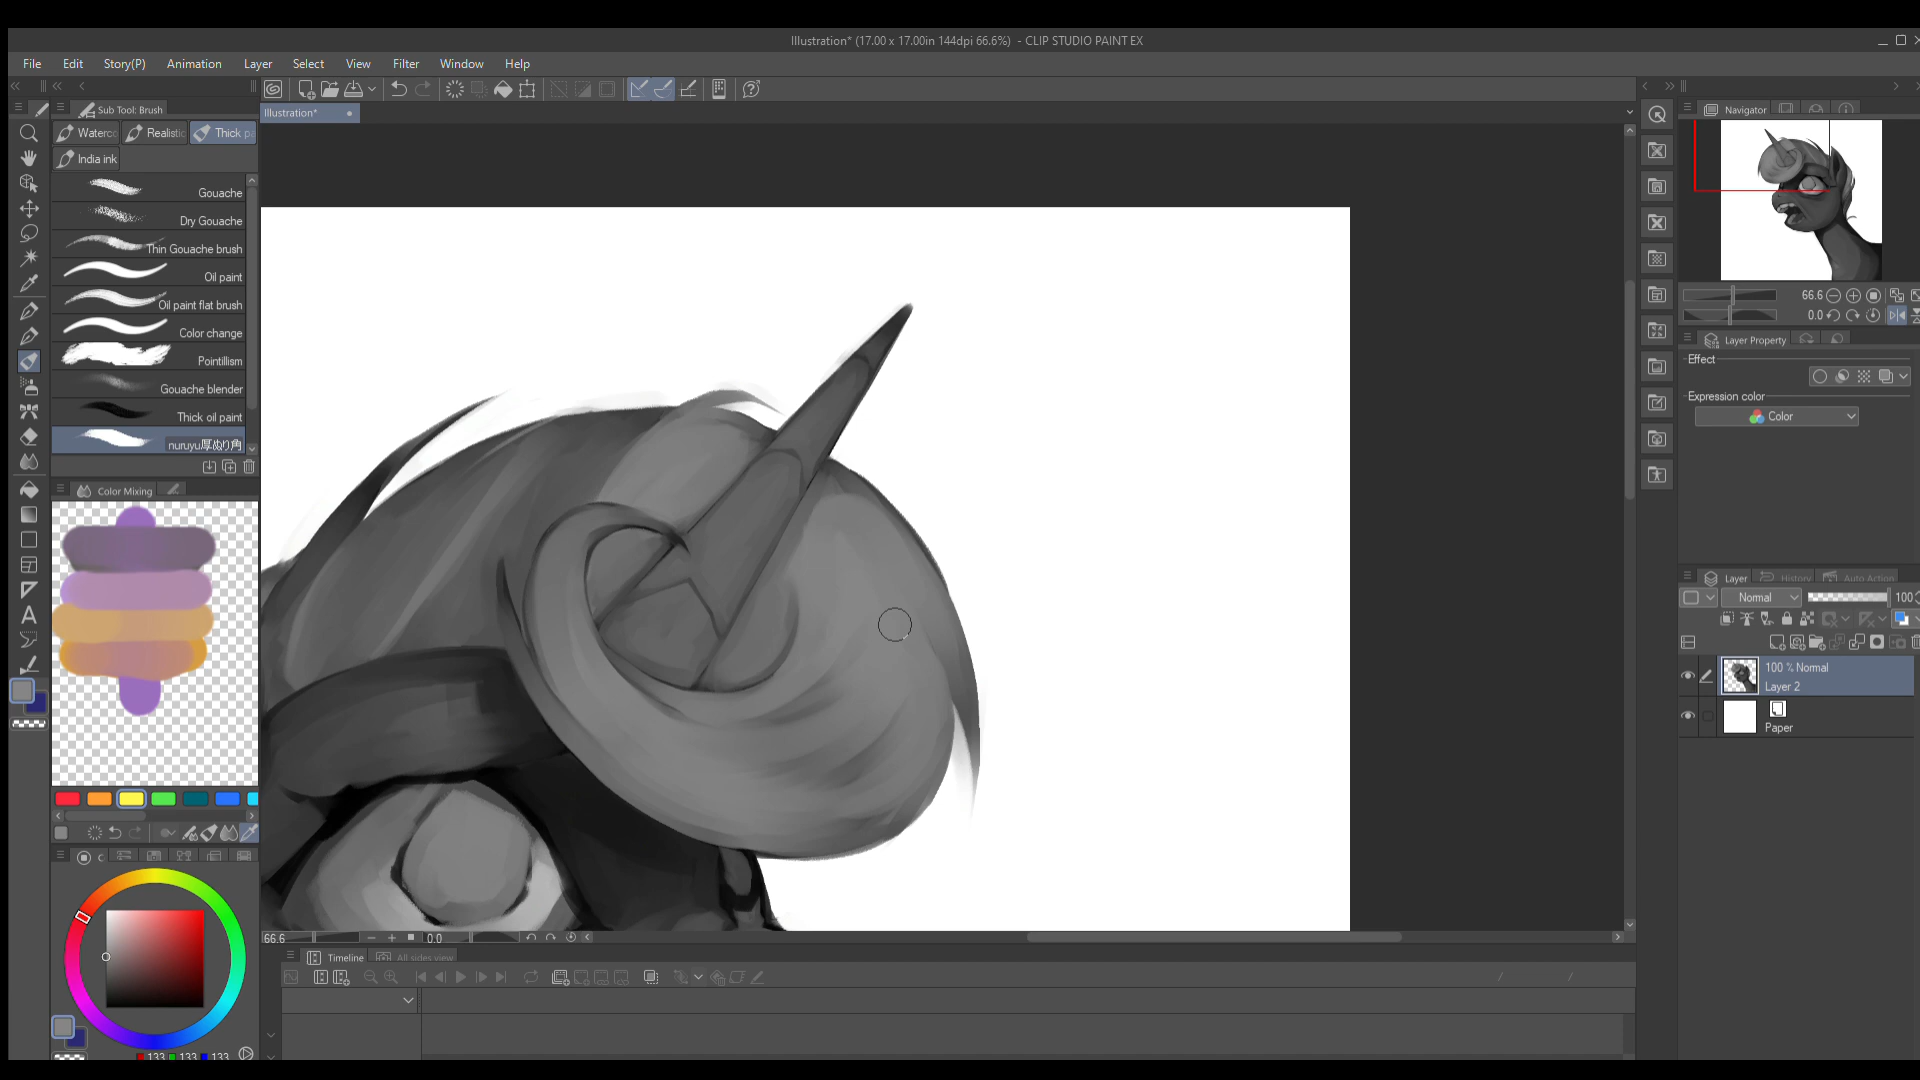 Illustration* (17.00 x 17.00in 144dpi 66.6%)  - CLIP STUDIO PAINT EX
File Edit Story(P) Animation Layer Select View Filter Window Help
Sub Tool: Brush
Illustration*
Navigator
Waterco Realistic Thick pa
India ink
Gouache
Dry Gouache
Thin Gouache brush
Oil paint
Oil paint flat brush
Color change
Pointillism
Gouache blender
Thick oil paint
nuruyu厚ぬり角
Color Mixing
66.6
0.0
Layer Property
Effect
Expression color
Color
Layer History Auto Action
Normal 100
100 % Normal
Layer 2
Paper
66.6 0.0
Timeline All sides view
133 133 133